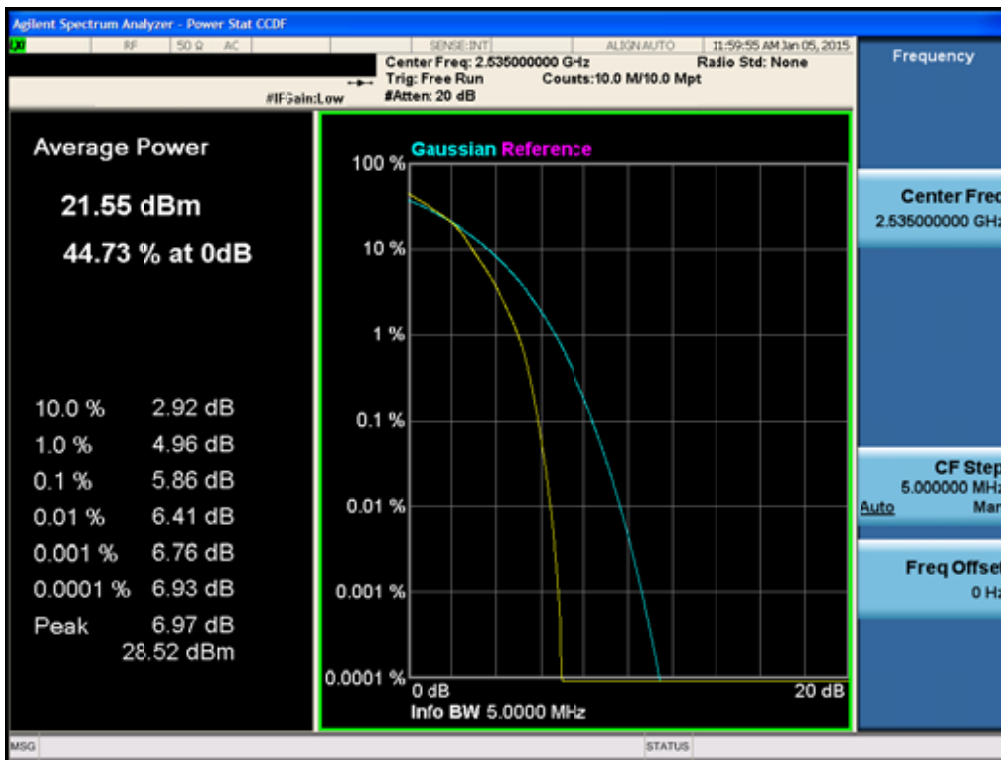 Agilent Spectrum Analyzer - Power Stat CCDF
LXI RF 50 Ω AC SENSE:INT ALIGN AUTO 11:59:55 AM Jan 05, 2015
Center Freq: 2.535000000 GHz Radio Std: None
Trig: Free Run Counts:10.0 M/10.0 Mpt
#IFGain:Low #Atten: 20 dB
Average Power
21.55 dBm
44.73 % at 0dB
10.0 % 2.92 dB
1.0 % 4.96 dB
0.1 % 5.86 dB
0.01 % 6.41 dB
0.001 % 6.76 dB
0.0001 % 6.93 dB
Peak 6.97 dB
28.52 dBm
Gaussian Reference
100 %
10 %
1 %
0.1 %
0.01 %
0.001 %
0.0001 %
0 dB 20 dB
Info BW 5.0000 MHz
Frequency
Center Freq
2.535000000 GHz
CF Step
5.000000 MHz
Auto Man
Freq Offset
0 Hz
MSG STATUS